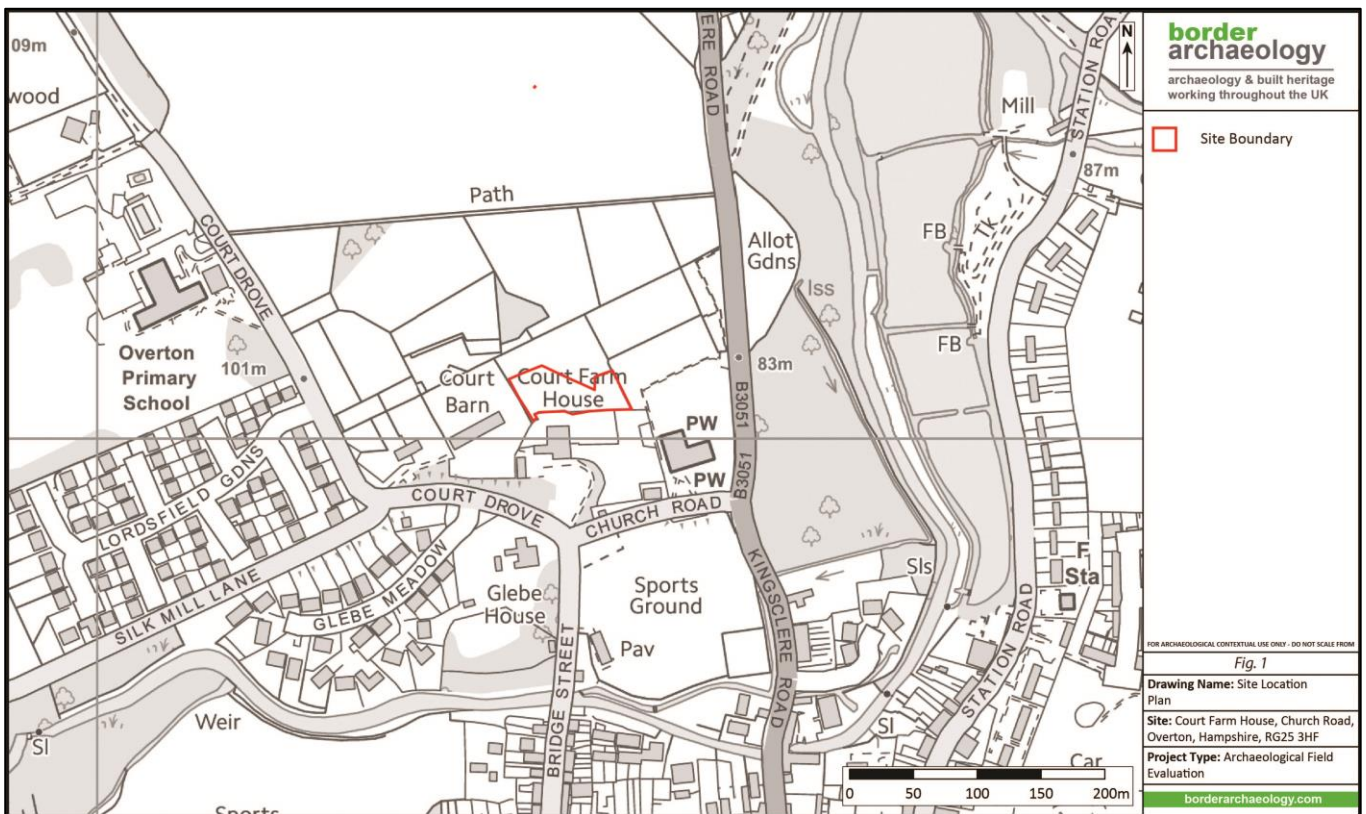 ERE ROAD
STATION ROA
N
09m
wood
Mill
Path
87m
COURT DROVE
Allot
Gdns
FB
Tk
Iss
FB
Overton
Primary
School
101m
83m
Court
Barn
Court Farm
House
B3051
PW
PW
B3051
LORDSFIELD GDNS
COURT DROVE
CHURCH ROAD
SILK MILL LANE
GLEBE MEADOW
Glebe
House
Sports
Ground
Pav
KINGSCLERE ROAD
Sls
F
Sta
STATION ROAD
BRIDGE STREET
Weir
Sl
Sl
Car
Sports
0 50 100 150 200m
border
archaeology
archaeology & built heritage
working throughout the UK
Site Boundary
FOR ARCHAEOLOGICAL CONTEXTUAL USE ONLY - DO NOT SCALE FROM
Fig. 1
Drawing Name: Site Location
Plan
Site: Court Farm House, Church Road,
Overton, Hampshire, RG25 3HF
Project Type: Archaeological Field
Evaluation
borderarchaeology.com